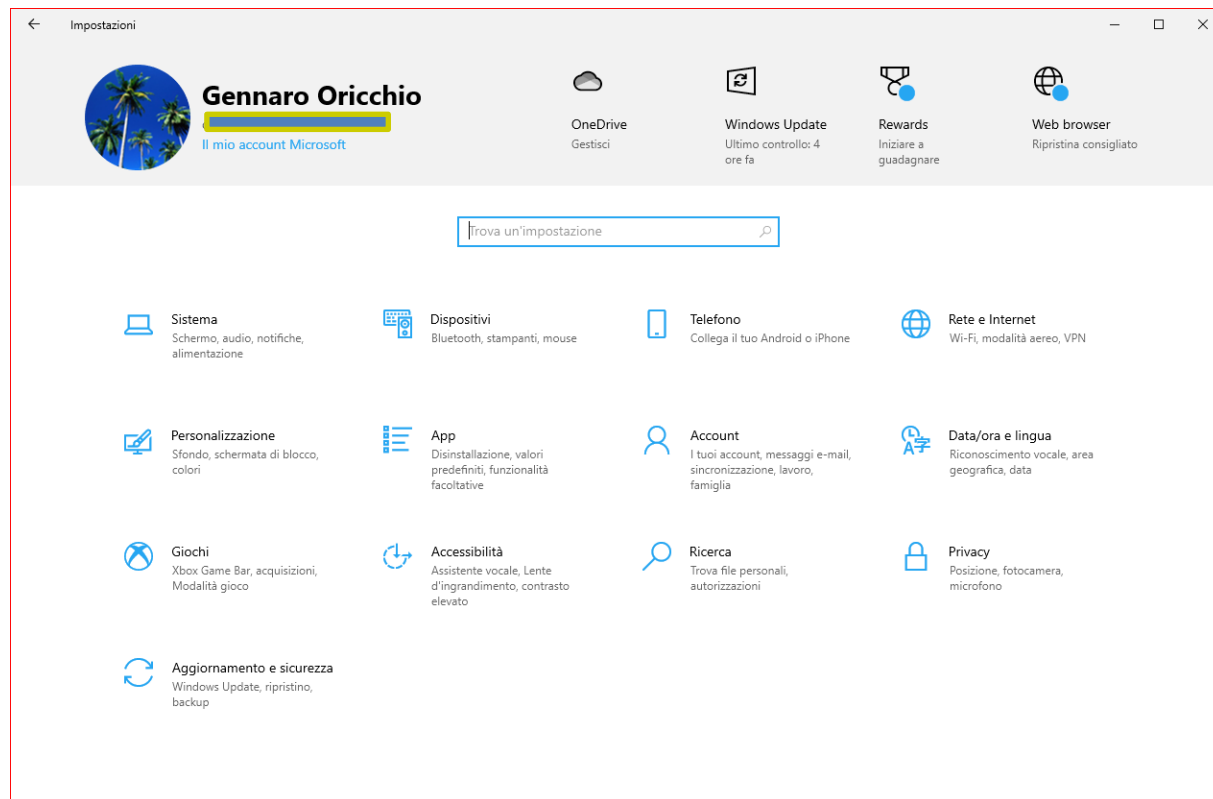 Impostazioni
Gennaro Oricchio
Il mio account Microsoft
OneDrive
Gestisci
Windows Update
Ultimo controllo: 4
ore fa
Rewards
Iniziare a
guadagnare
Web browser
Ripristina consigliato
Trova un'impostazione
Sistema
Schermo, audio, notifiche,
alimentazione
Dispositivi
Bluetooth, stampanti, mouse
Telefono
Collega il tuo Android o iPhone
Rete e Internet
Wi-Fi, modalità aereo, VPN
Personalizzazione
Sfondo, schermata di blocco,
colori
App
Disinstallazione, valori
predefiniti, funzionalità
facoltative
Account
I tuoi account, messaggi e-mail,
sincronizzazione, lavoro,
famiglia
Data/ora e lingua
Riconoscimento vocale, area
geografica, data
Giochi
Xbox Game Bar, acquisizioni,
Modalità gioco
Accessibilità
Assistente vocale, Lente
d'ingrandimento, contrasto
elevato
Ricerca
Trova file personali,
autorizzazioni
Privacy
Posizione, fotocamera,
microfono
Aggiornamento e sicurezza
Windows Update, ripristino,
backup